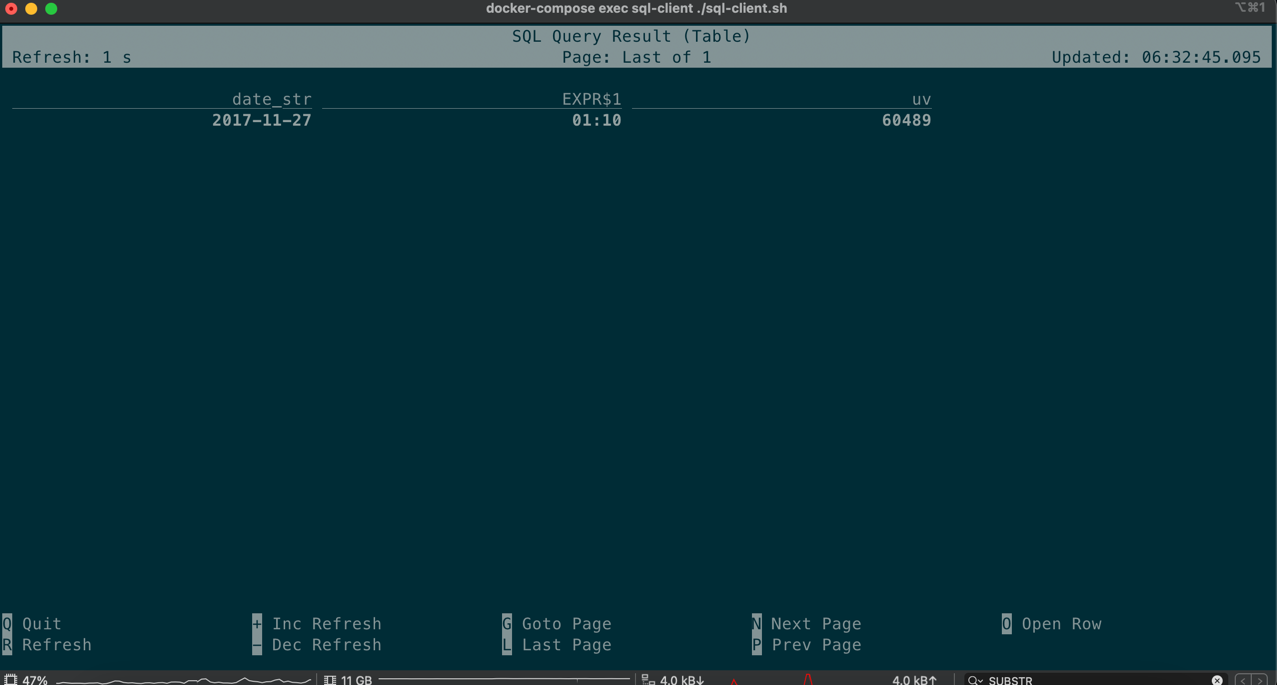 docker-compose exec sql-client ./sql-client.sh ⌥⌘1
SQL Query Result (Table)
Refresh: 1 s Page: Last of 1 Updated: 06:32:45.095
date_str EXPR$1 uv
2017-11-27 01:10 60489
Q Quit + Inc Refresh G Goto Page N Next Page O Open Row
R Refresh - Dec Refresh L Last Page P Prev Page
47% 11 GB 4.0 kB↓ 4.0 kB↑ SUBSTR